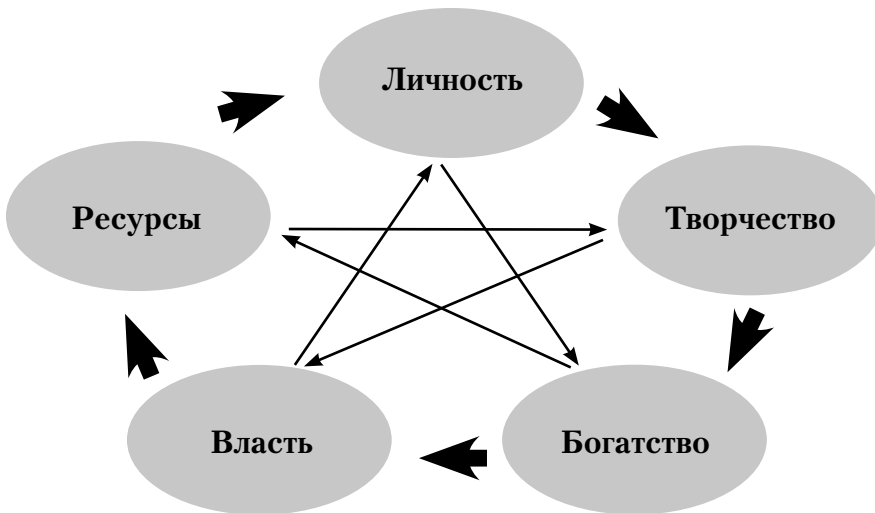 Личность
Ресурсы
Творчество
Власть
Богатство